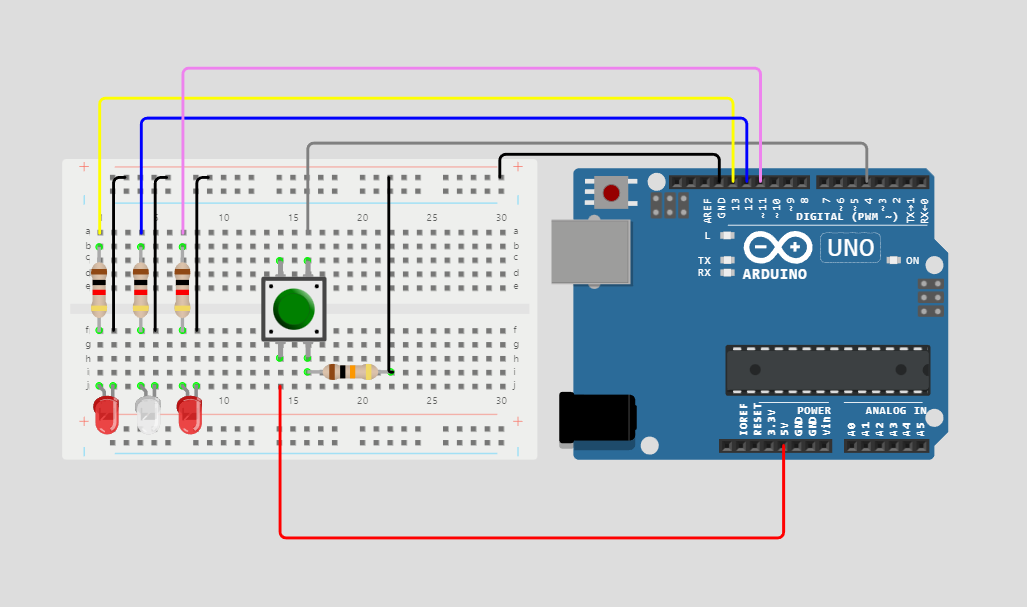 + +
1 5 10 15 20 25 30
a a
b b
c c
d d
e e
f f
g g
h h
i i
j j
1 5 10 15 20 25 30
+ +
AREF
GND
13
12
~11
~10
~9
8
7
~6
~5
4
~3
2
TX→1
RX←0
DIGITAL (PWM ~)
L
TX
RX
ARDUINO
UNO
ON
IOREF
RESET
3.3V
5V
GND
GND
Vin
POWER
ANALOG IN
A0
A1
A2
A3
A4
A5